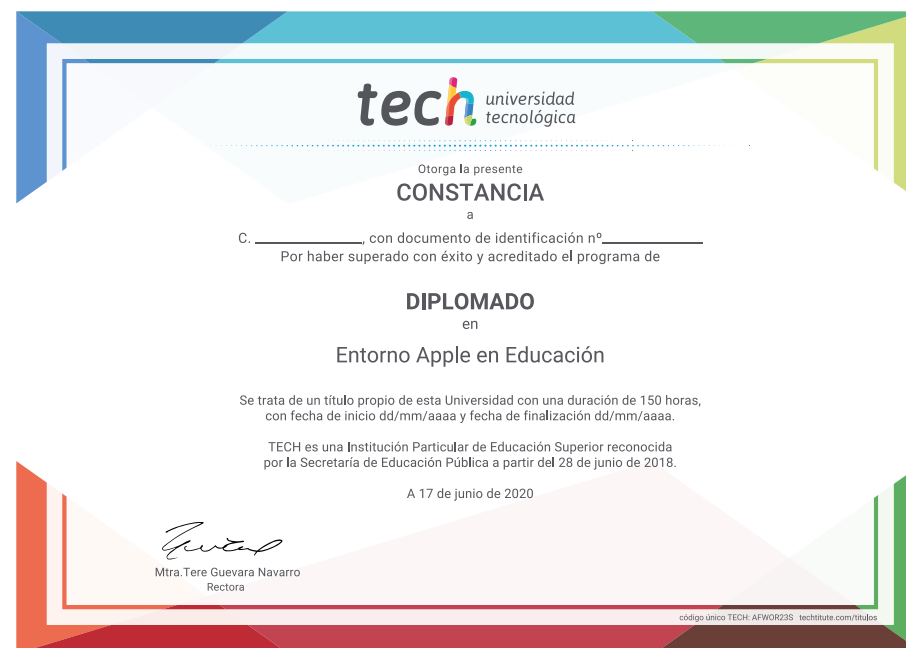 tech universidad
tecnológica
Otorga la presente
CONSTANCIA
a
C. ____________, con documento de identificación nº____________
Por haber superado con éxito y acreditado el programa de
DIPLOMADO
en
Entorno Apple en Educación
Se trata de un título propio de esta Universidad con una duración de 150 horas,
con fecha de inicio dd/mm/aaaa y fecha de finalización dd/mm/aaaa.
TECH es una Institución Particular de Educación Superior reconocida
por la Secretaría de Educación Pública a partir del 28 de junio de 2018.
A 17 de junio de 2020
Mtra.Tere Guevara Navarro
Rectora
código único TECH: AFWOR23S techtitute.com/titulos